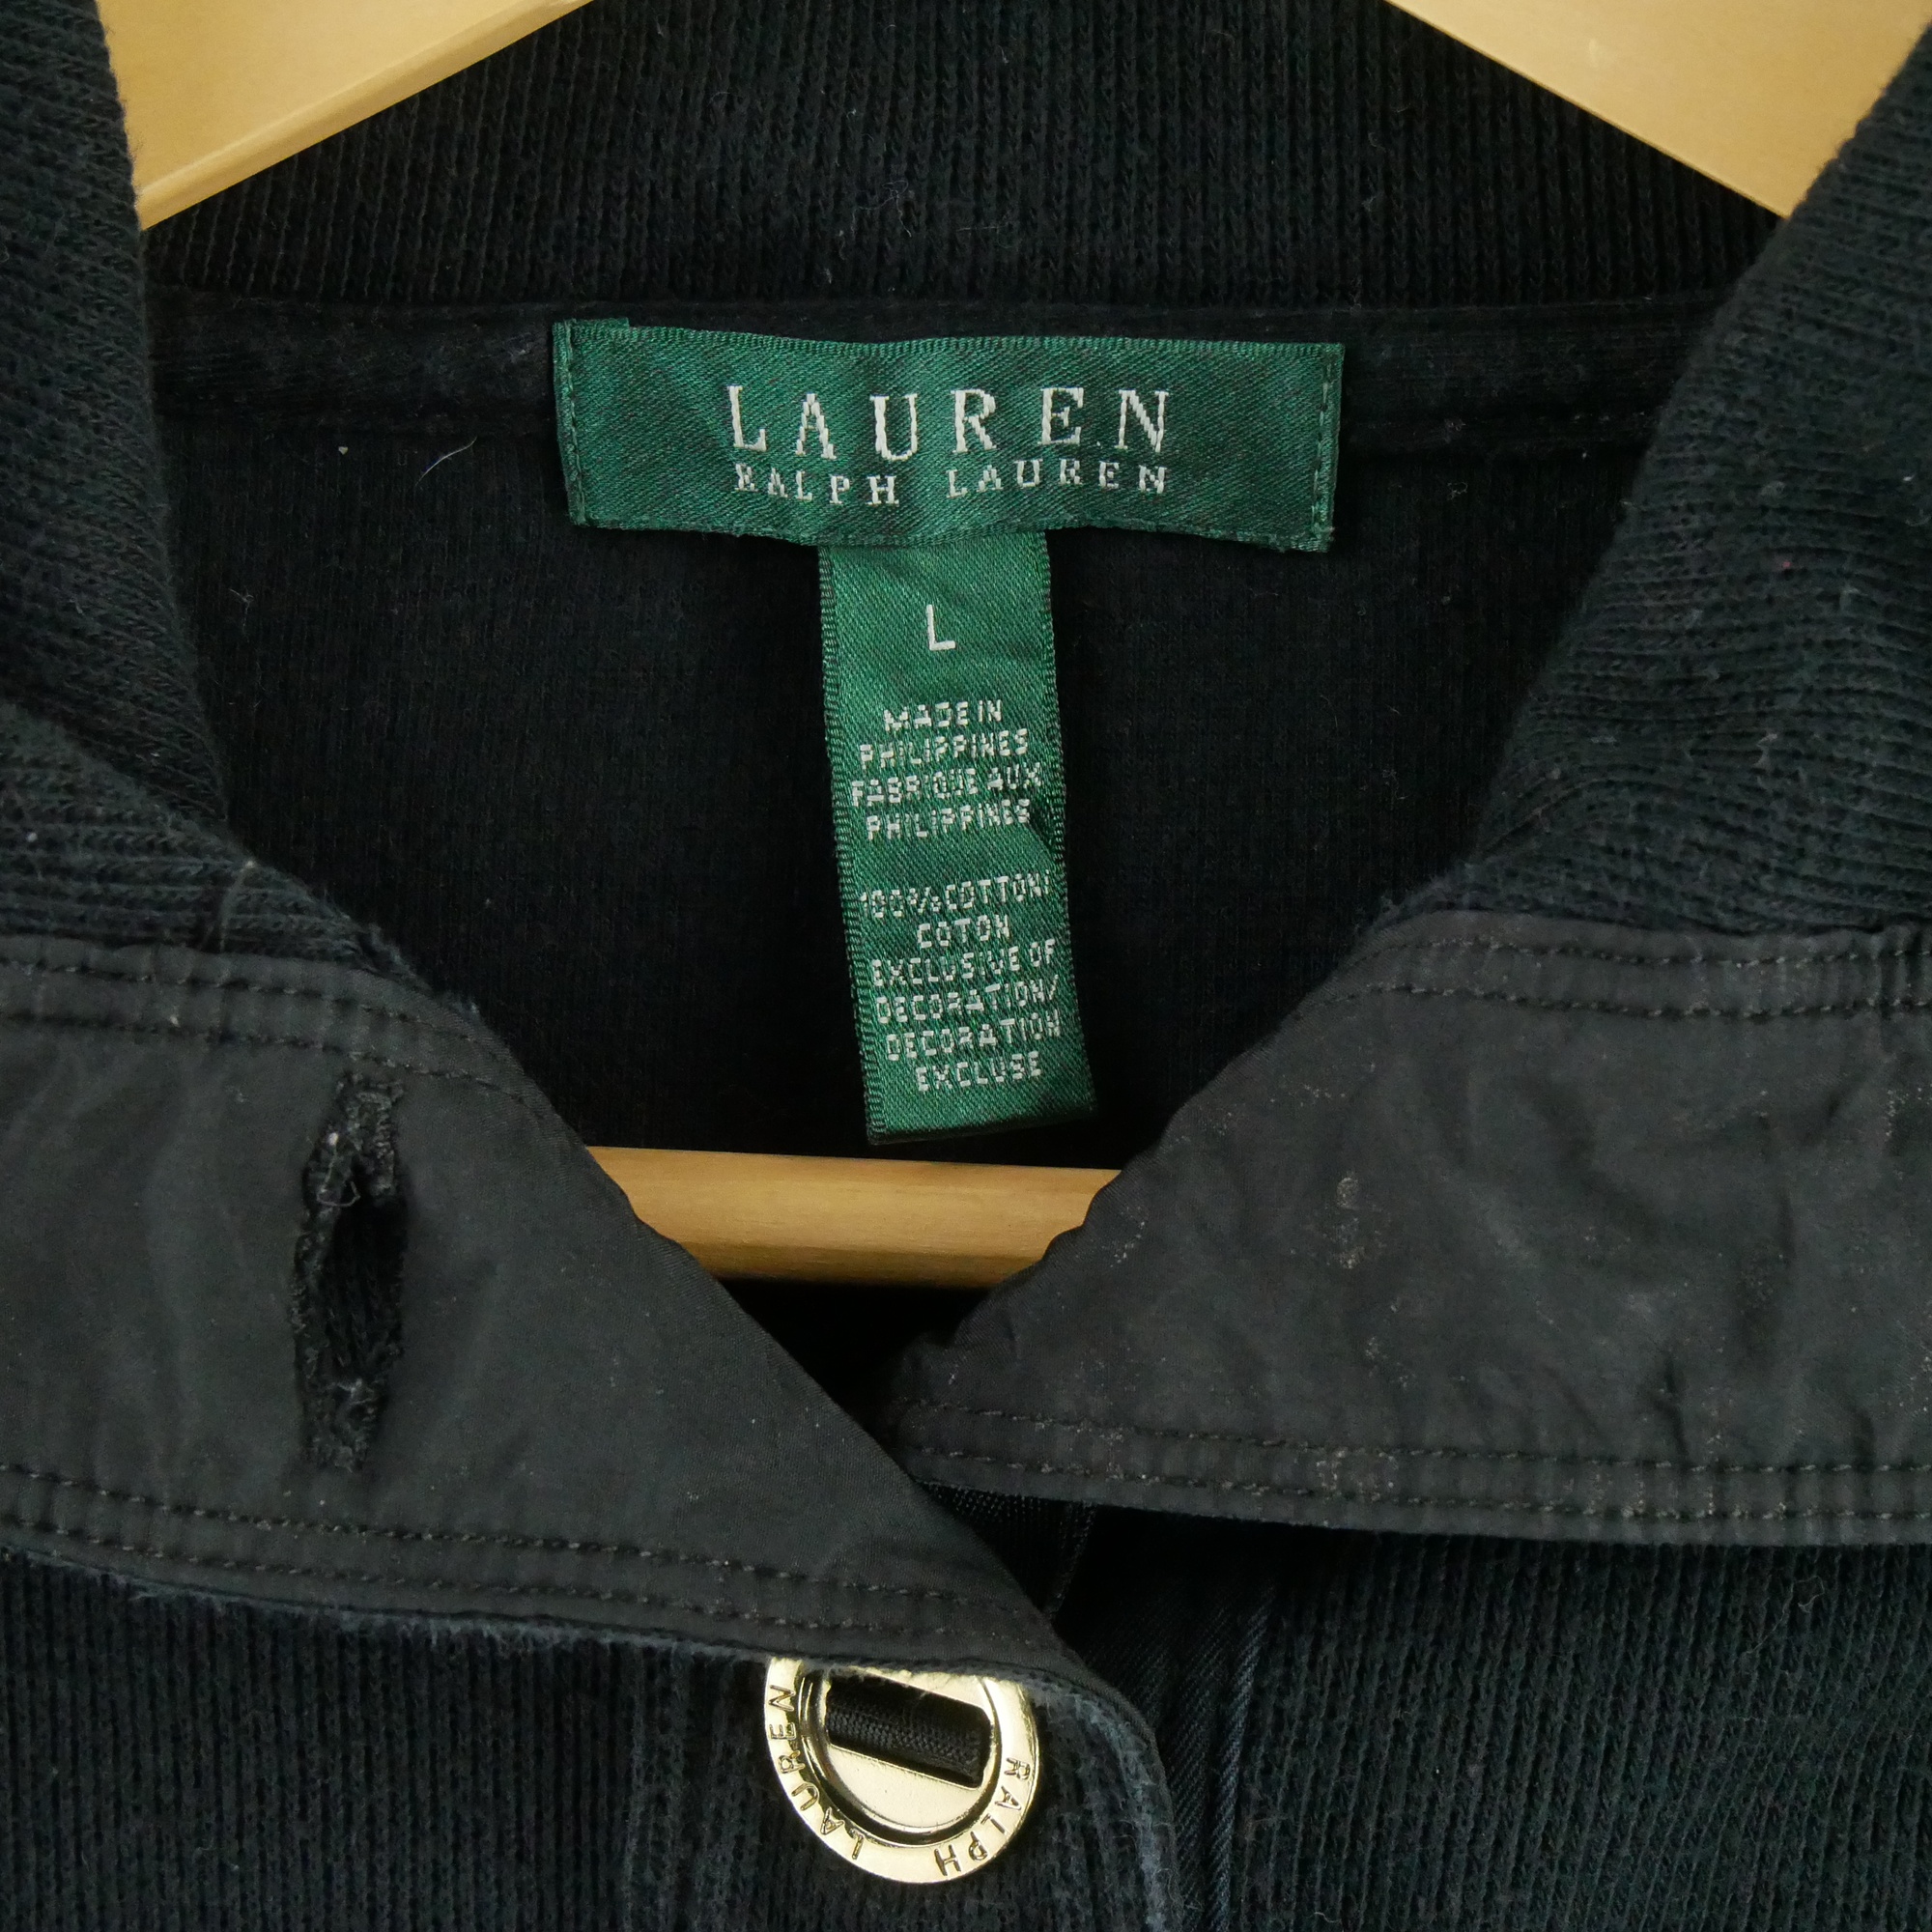 LAUREN
RALPH LAUREN
L
MADE IN
PHILIPPINES
FABRIQUE AUX
PHILIPPINES
100% COTTON/
COTON
EXCLUSIVE OF
DECORATION/
DECORATION
EXCLUSE
RALPH LAUREN